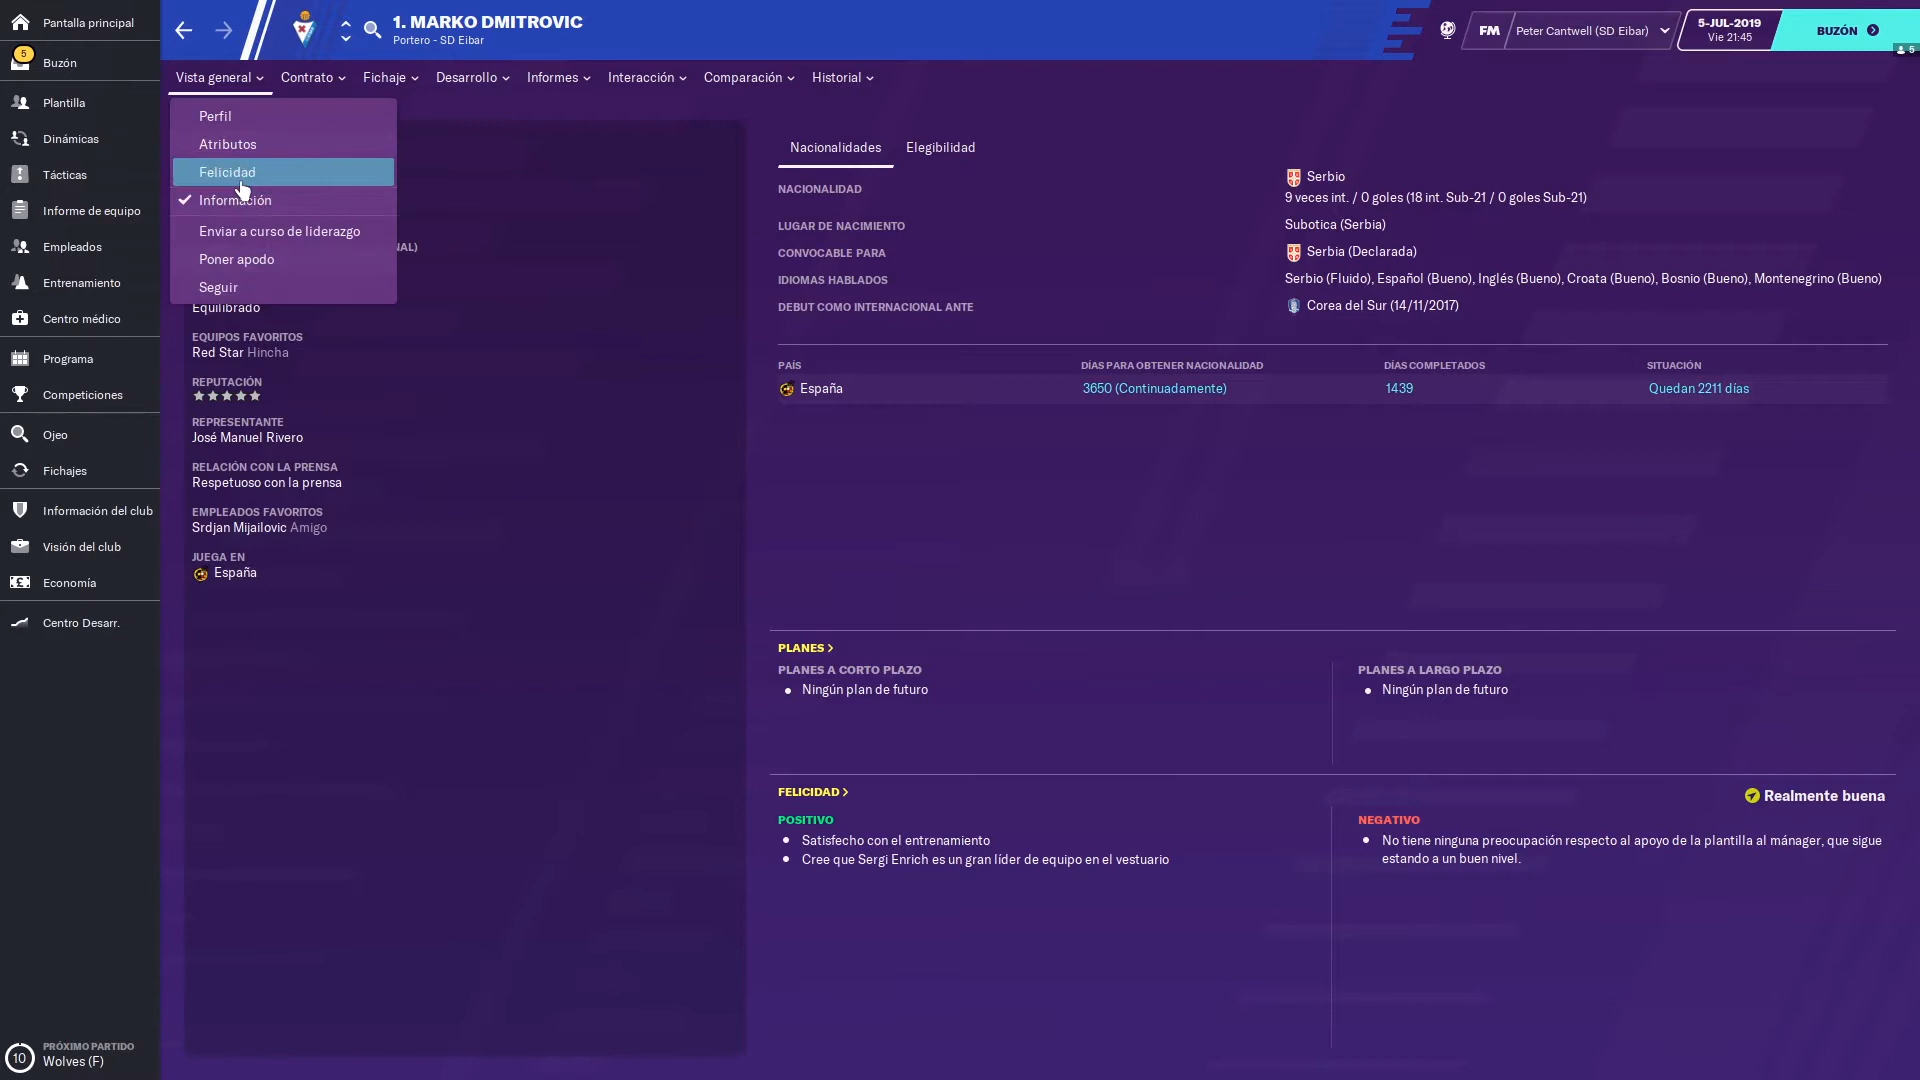 Pantalla principal
5
Buzón
Plantilla
Dinámicas
Tácticas
Informe de equipo
Empleados
Entrenamiento
Centro médico
Programa
Competiciones
Ojeo
Fichajes
Información del club
Visión del club
Economía
Centro Desarr.
10
PRÓXIMO PARTIDO
Wolves (F)
1. MARKO DMITROVIC
Portero - SD Eibar
FM
Peter Cantwell (SD Eibar)
5-JUL-2019
Vie 21:45
BUZÓN
5
Vista general
Contrato
Fichaje
Desarrollo
Informes
Interacción
Comparación
Historial
Perfil
Atributos
Felicidad
Información
Enviar a curso de liderazgo
Poner apodo
Seguir
NAL)
Equilibrado
EQUIPOS FAVORITOS
Red Star Hincha
REPUTACIÓN
REPRESENTANTE
José Manuel Rivero
RELACIÓN CON LA PRENSA
Respetuoso con la prensa
EMPLEADOS FAVORITOS
Srdjan Mijailovic Amigo
JUEGA EN
España
Nacionalidades
Elegibilidad
NACIONALIDAD
Serbio
9 veces int. / 0 goles (18 int. Sub-21 / 0 goles Sub-21)
LUGAR DE NACIMIENTO
Subotica (Serbia)
CONVOCABLE PARA
Serbia (Declarada)
IDIOMAS HABLADOS
Serbio (Fluido), Español (Bueno), Inglés (Bueno), Croata (Bueno), Bosnio (Bueno), Montenegrino (Bueno)
DEBUT COMO INTERNACIONAL ANTE
Corea del Sur (14/11/2017)
PAÍS
DÍAS PARA OBTENER NACIONALIDAD
DÍAS COMPLETADOS
SITUACIÓN
España
3650 (Continuadamente)
1439
Quedan 2211 días
PLANES
PLANES A CORTO PLAZO
Ningún plan de futuro
PLANES A LARGO PLAZO
Ningún plan de futuro
FELICIDAD
Realmente buena
POSITIVO
Satisfecho con el entrenamiento
Cree que Sergi Enrich es un gran líder de equipo en el vestuario
NEGATIVO
No tiene ninguna preocupación respecto al apoyo de la plantilla al mánager, que sigue
estando a un buen nivel.